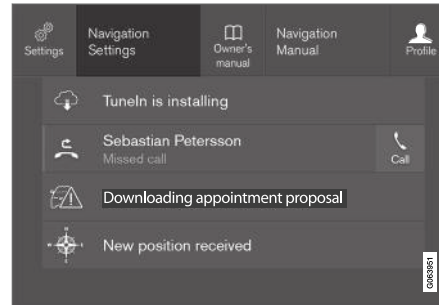 Settings
Navigation
Settings
Owner's
manual
Navigation
Manual
Profile
TuneIn is installing
Sebastian Petersson
Missed call
Call
Downloading appointment proposal
New position received
G063951